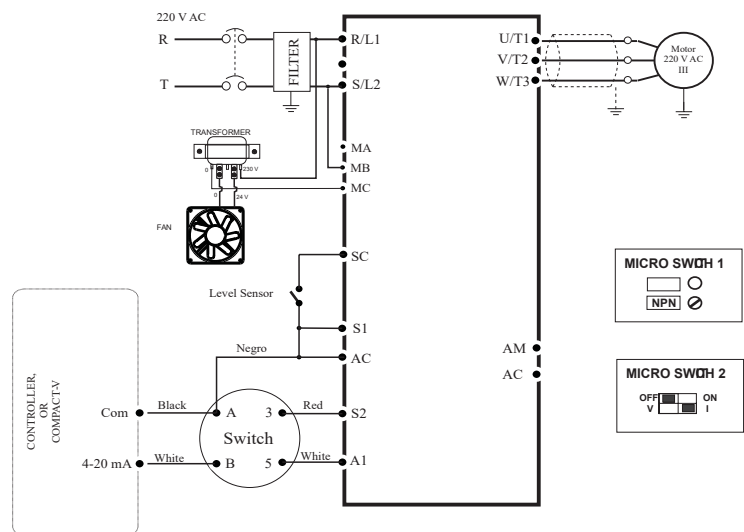 220 V AC
R
T
FILTER
R/L1
S/L2
U/T1
V/T2
W/T3
Motor
220 V AC
III
TRANSFORMER
0
230 V
0
24 V
FAN
MA
MB
MC
SC
Level Sensor
S1
Negro
AC
AM
AC
MICRO SWITCH 1
NPN
MICRO SWITCH 2
OFF
ON
V
I
CONTROLLER,
OR
COMPACT-V
Com
Black
A
3
Red
S2
Switch
4-20 mA
White
B
5
White
A1